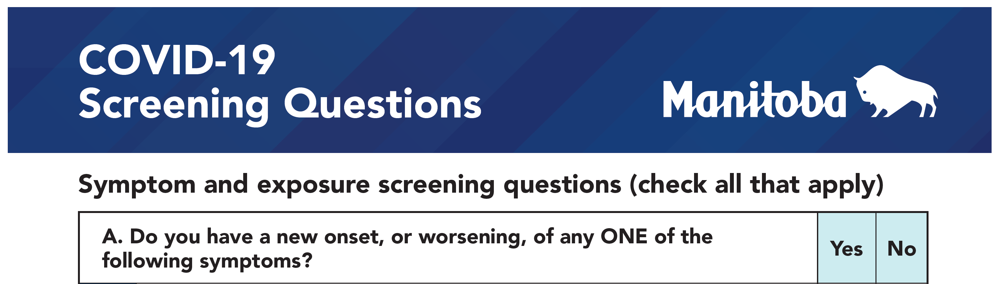 COVID-19
Screening Questions
Manitoba
Symptom and exposure screening questions (check all that apply)
A. Do you have a new onset, or worsening, of any ONE of the
following symptoms?
Yes
No